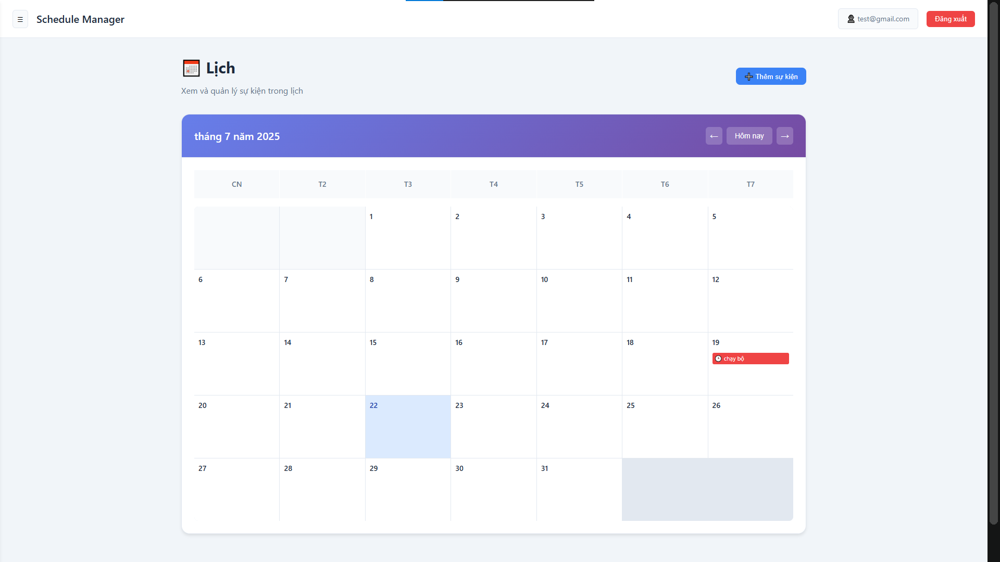 ☰ Schedule Manager
test@gmail.com
Đăng xuất
Lịch
Xem và quản lý sự kiện trong lịch
Thêm sự kiện
tháng 7 năm 2025
← Hôm nay →
CN T2 T3 T4 T5 T6 T7
1 2 3 4 5
6 7 8 9 10 11 12
13 14 15 16 17 18 19
chạy bộ
20 21 22 23 24 25 26
27 28 29 30 31